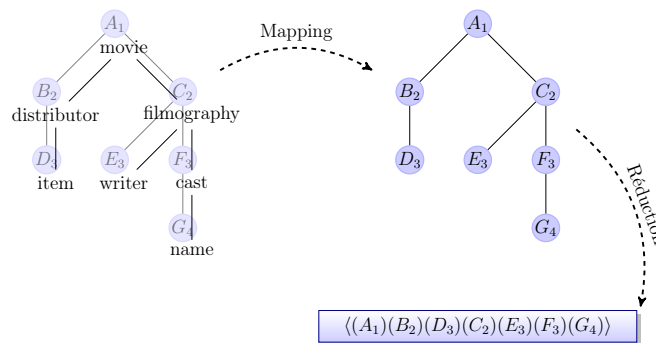 A₁
movie
Mapping
A₁
B₂
C₂
distributor
filmography
B₂
C₂
D₃
E₃
F₃
item
writer
cast
D₃
E₃
F₃
Réduction
G₄
name
G₄
⟨(A₁)(B₂)(D₃)(C₂)(E₃)(F₃)(G₄)⟩